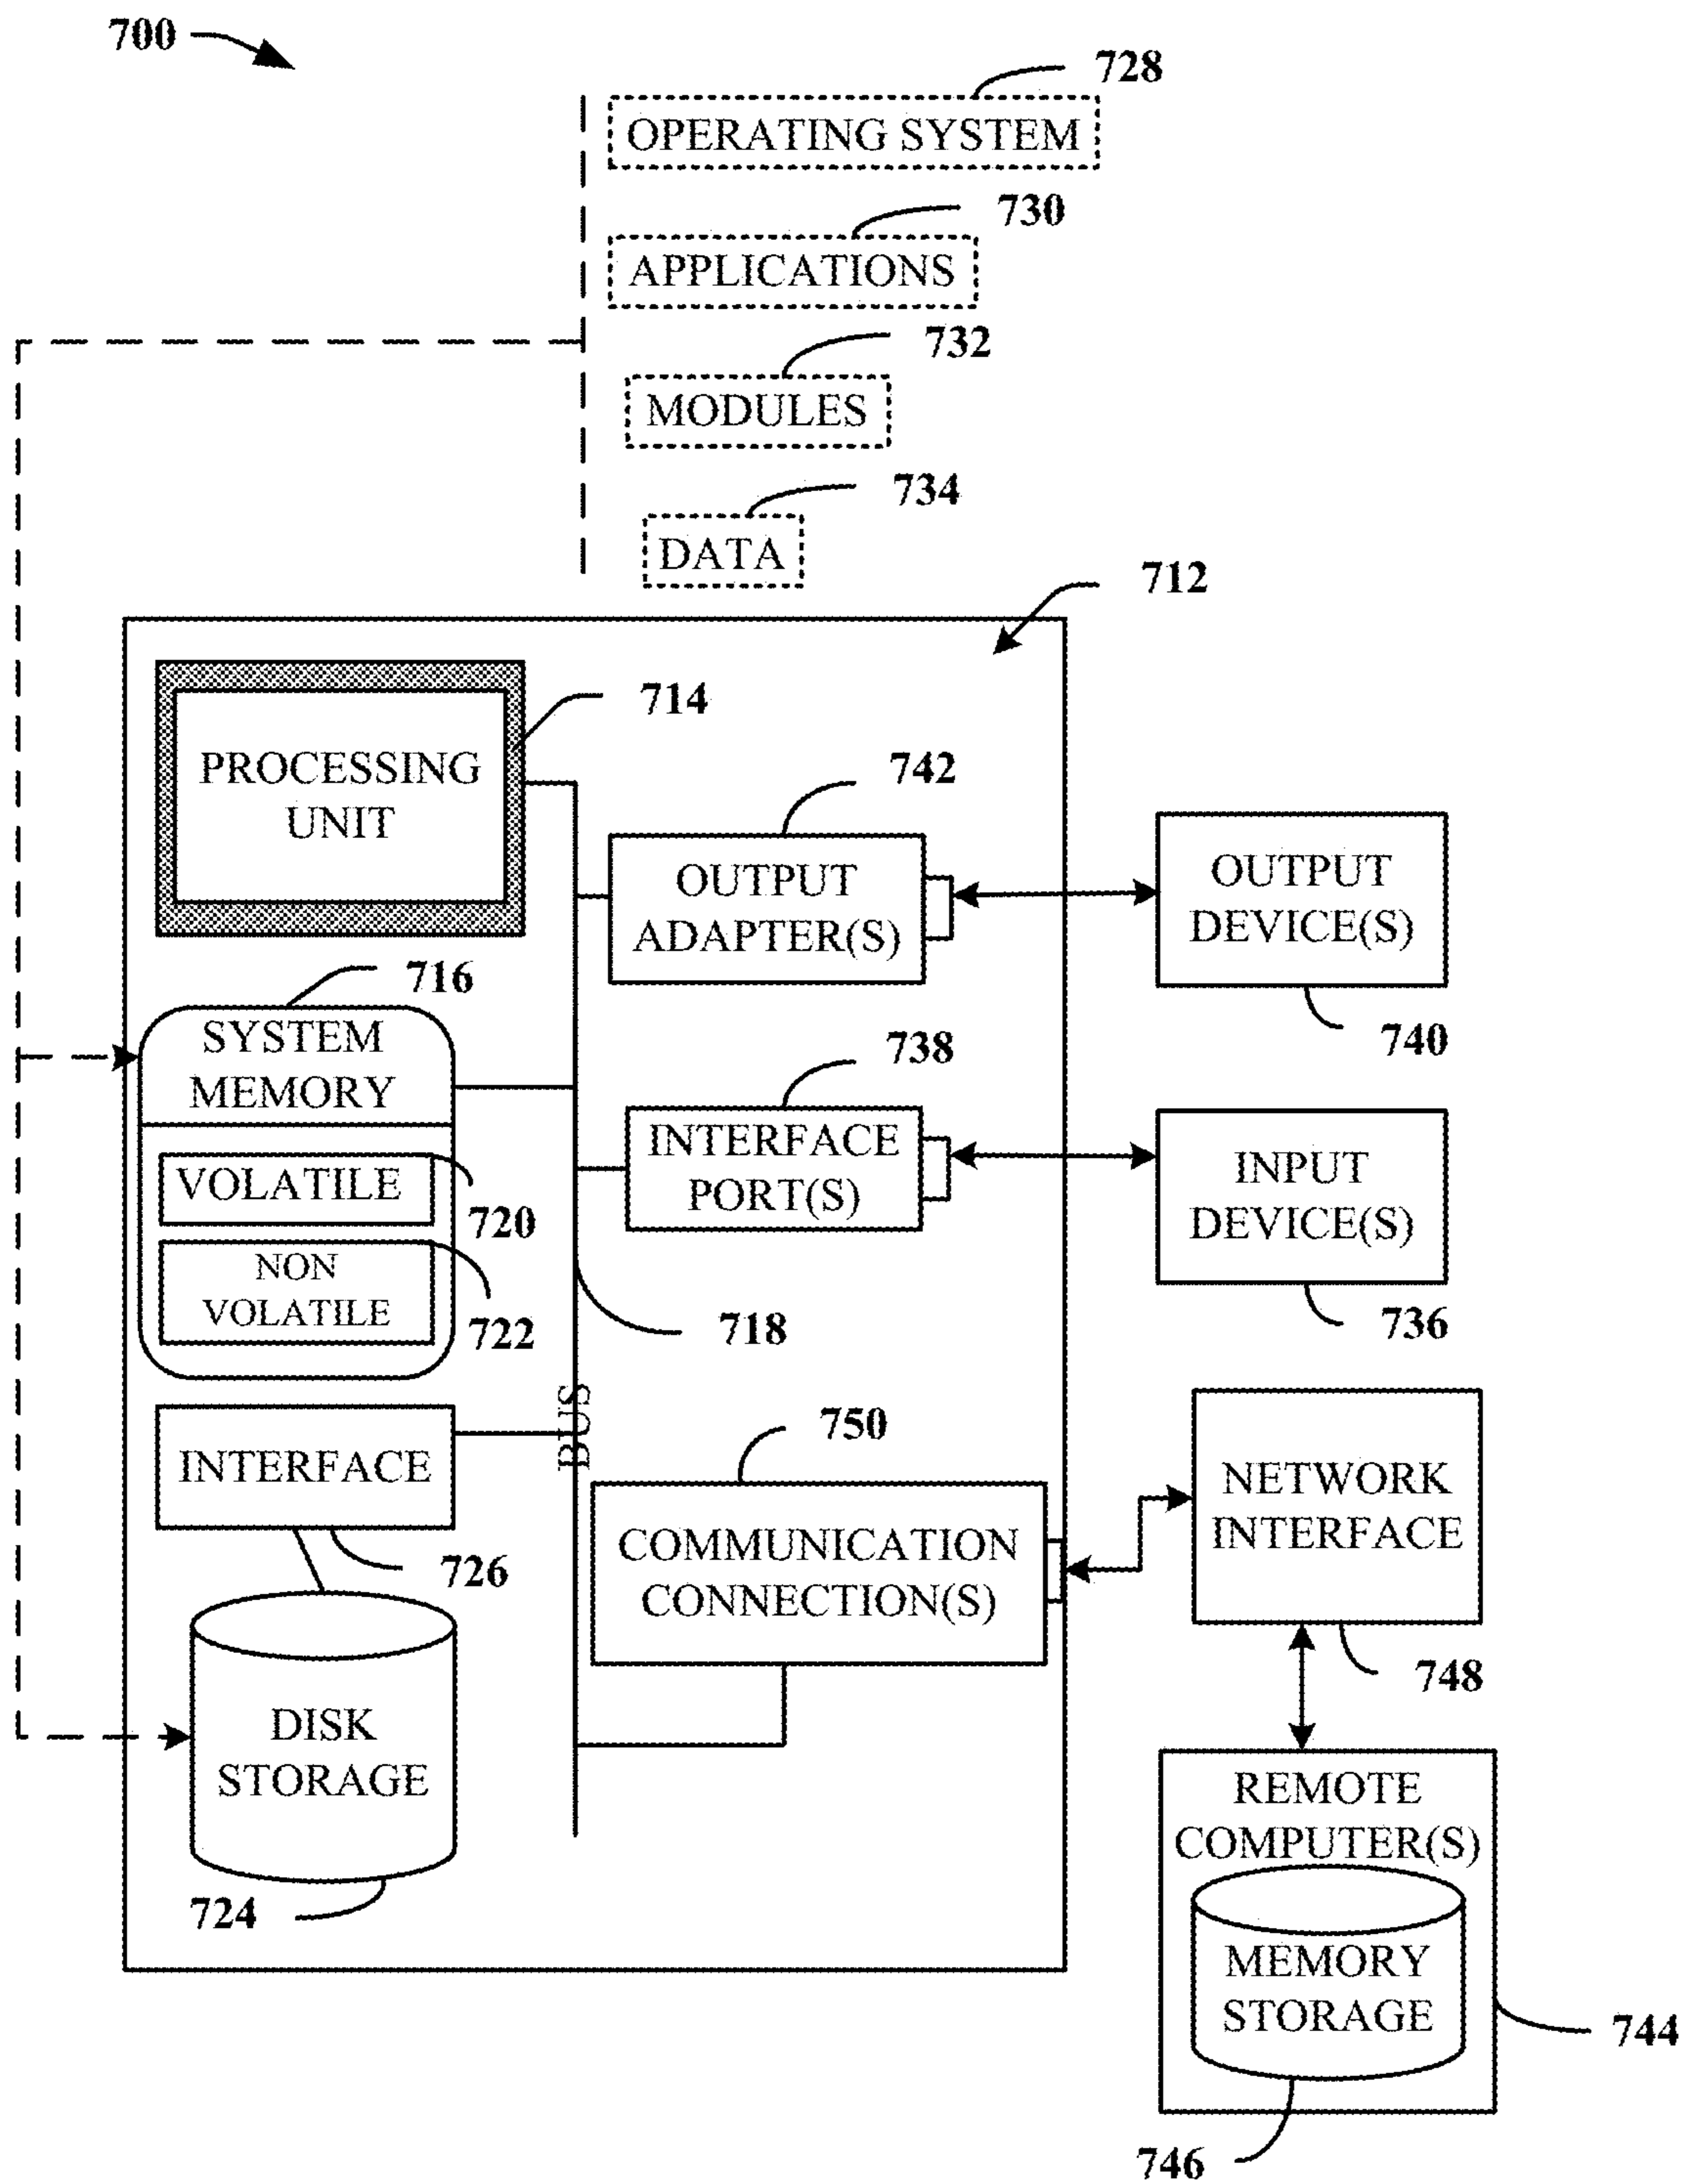 700
728
OPERATING SYSTEM
730
APPLICATIONS
732
MODULES
734
DATA
712
714
PROCESSING
UNIT
742
OUTPUT
ADAPTER(S)
OUTPUT
DEVICE(S)
740
716
SYSTEM
MEMORY
738
INTERFACE
PORT(S)
INPUT
DEVICE(S)
736
VOLATILE
720
NON
VOLATILE
722
718
BUS
INTERFACE
726
750
COMMUNICATION
CONNECTION(S)
NETWORK
INTERFACE
748
DISK
STORAGE
724
REMOTE
COMPUTER(S)
MEMORY
STORAGE
744
746